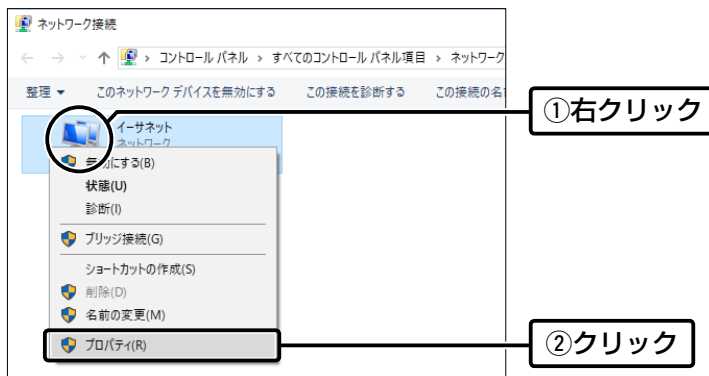 ネットワーク接続
コントロール パネル › すべてのコントロール パネル項目 › ネットワーク
整理 このネットワーク デバイスを無効にする この接続を診断する この接続の名
①右クリック
イーサネット
ネットワーク
無効にする(B)
状態(U)
診断(I)
ブリッジ接続(G)
ショートカットの作成(S)
削除(D)
名前の変更(M)
プロパティ(R)
②クリック